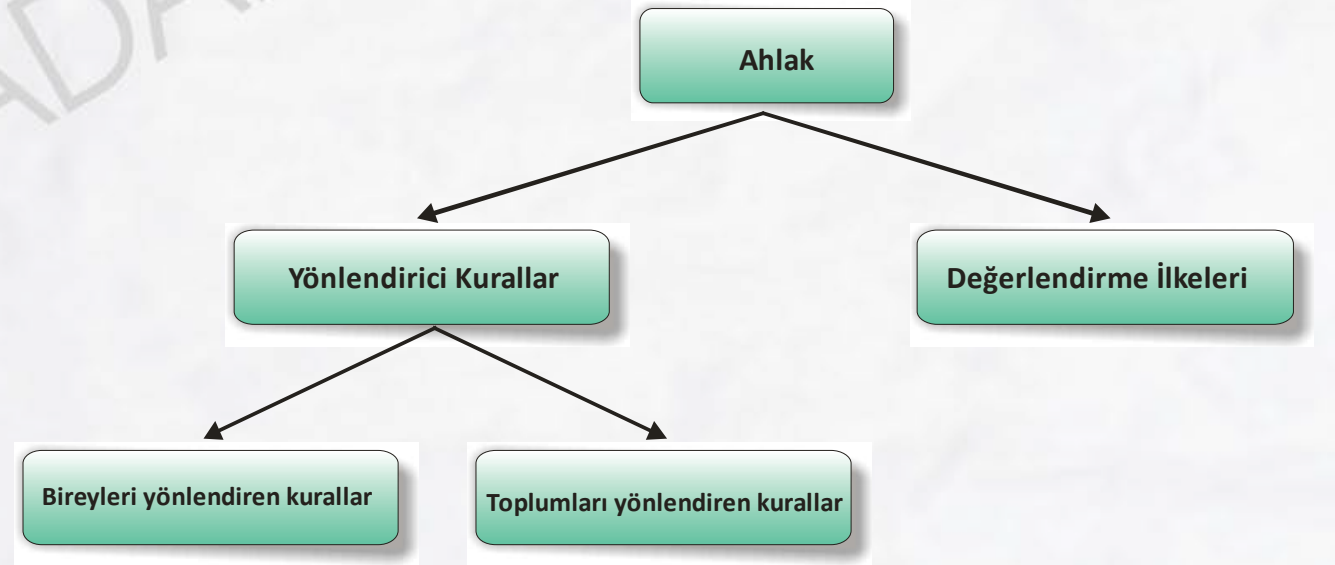 Ahlak
Yönlendirici Kurallar
Değerlendirme İlkeleri
Bireyleri yönlendiren kurallar
Toplumları yönlendiren kurallar